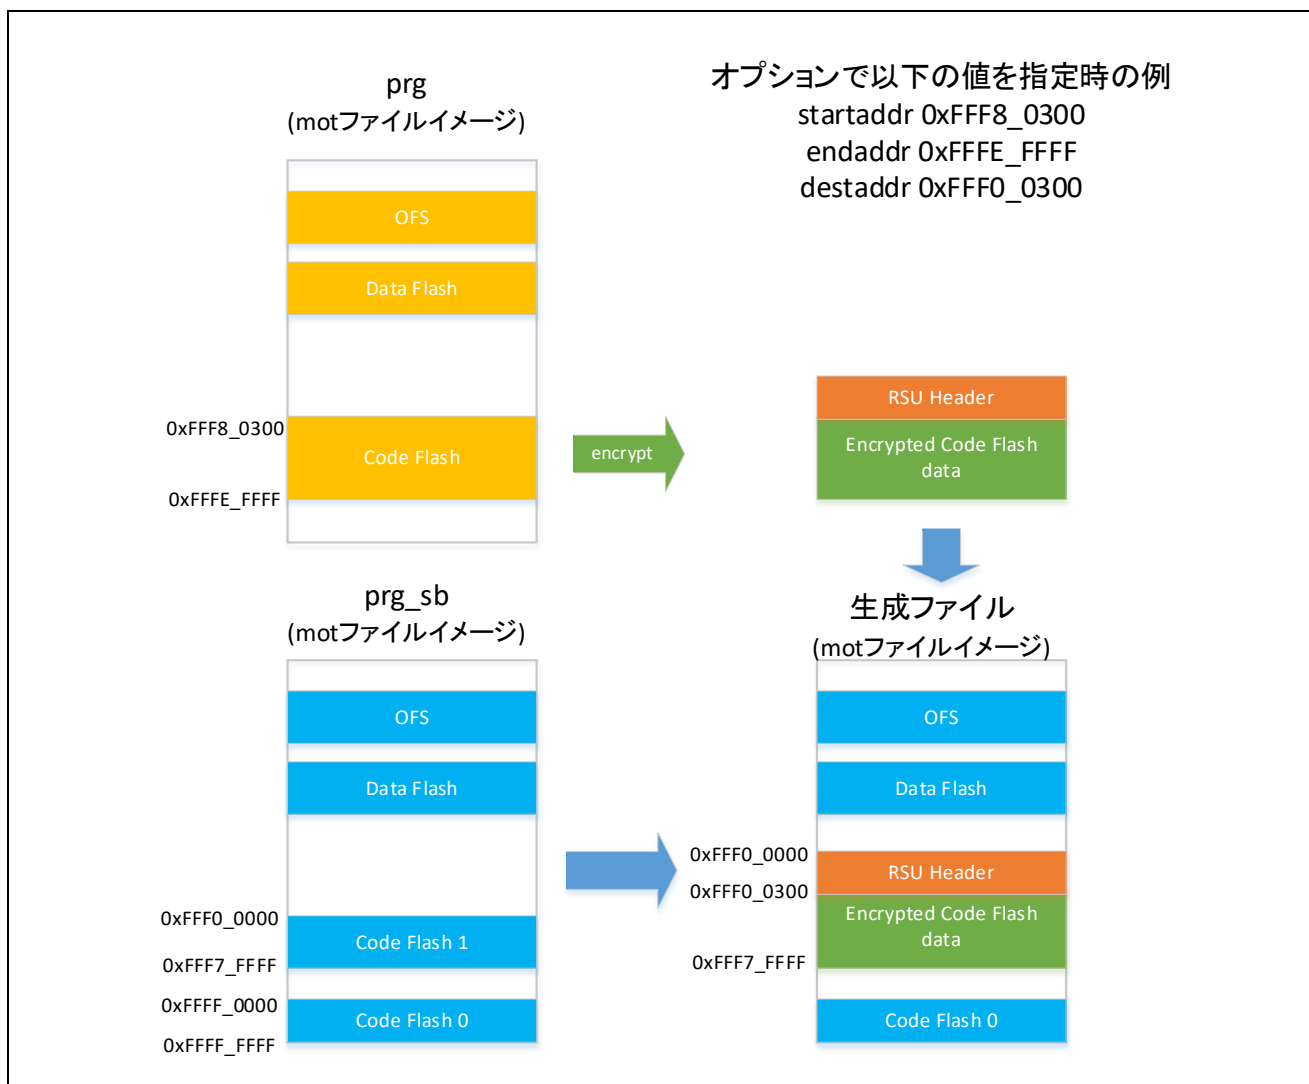 prg
(motファイルイメージ)
オプションで以下の値を指定時の例
startaddr 0xFFF8_0300
endaddr 0xFFFE_FFFF
destaddr 0xFFF0_0300
OFS
Data Flash
0xFFF8_0300
Code Flash
0xFFFE_FFFF
encrypt
RSU Header
Encrypted Code Flash
data
prg_sb
(motファイルイメージ)
OFS
Data Flash
0xFFF0_0000
Code Flash 1
0xFFF7_FFFF
0xFFFF_0000
Code Flash 0
0xFFFF_FFFF
生成ファイル
(motファイルイメージ)
OFS
Data Flash
0xFFF0_0000
RSU Header
0xFFF0_0300
Encrypted Code Flash
data
0xFFF7_FFFF
Code Flash 0